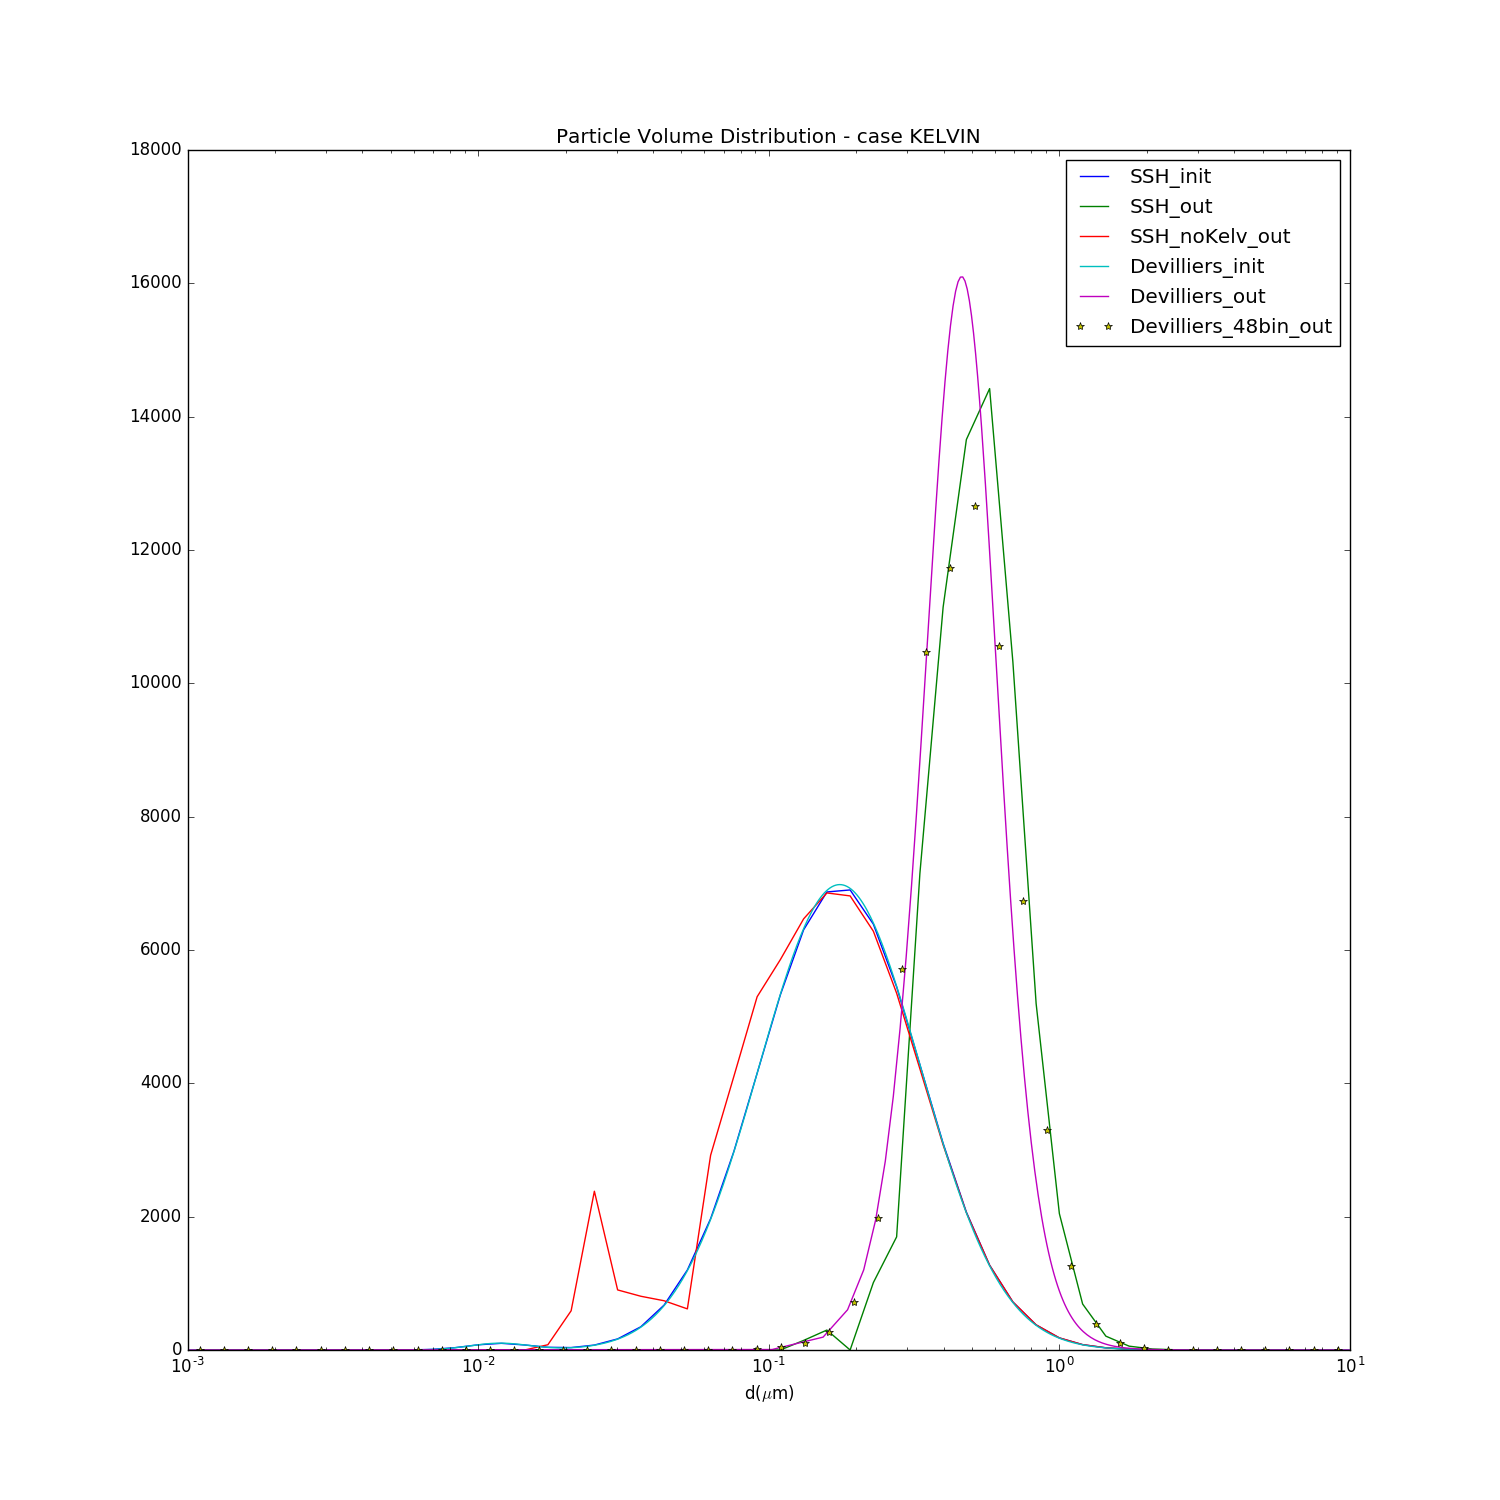 Particle Volume Distribution - case KELVIN
18000
16000
14000
12000
10000
8000
6000
4000
2000
0
SSH_init
SSH_out
SSH_noKelv_out
Devilliers_init
Devilliers_out
Devilliers_48bin_out
10⁻³ 10⁻² 10⁻¹ 10⁰ 10¹
d(μm)